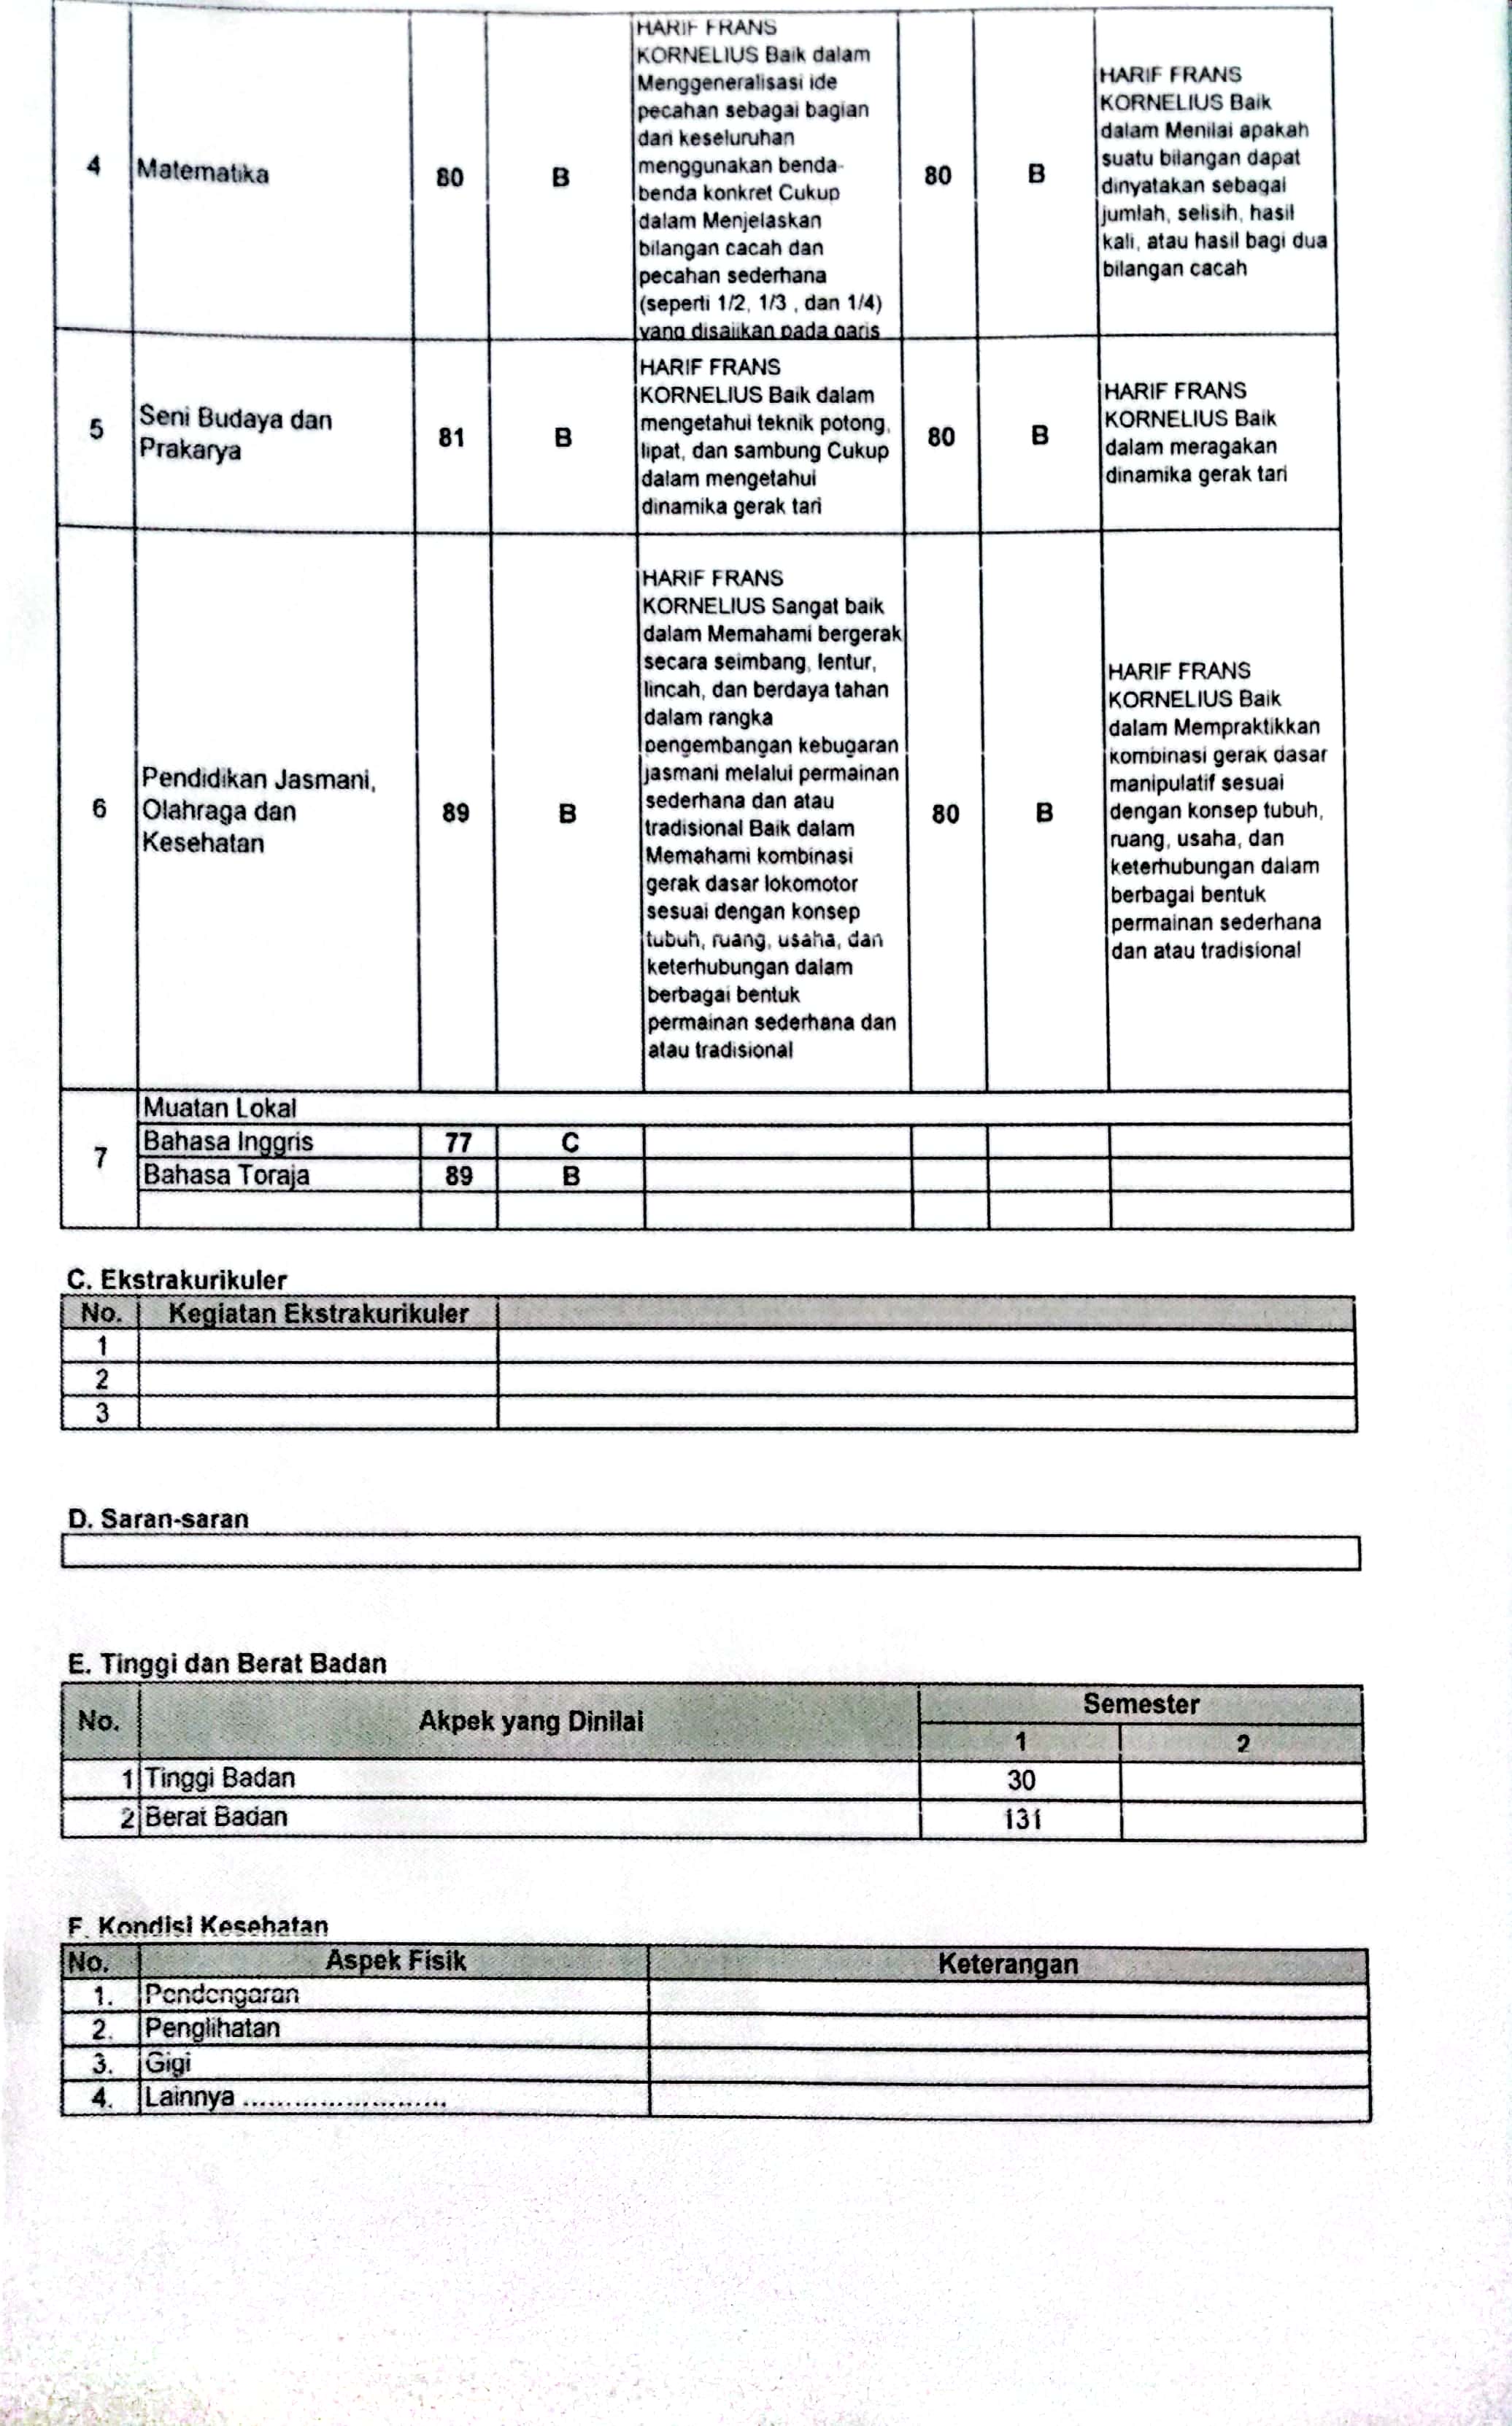 4
Matematika
80
B
HARIF FRANS
KORNELIUS Baik dalam
Menggeneralisasi ide
pecahan sebagai bagian
dari keseluruhan
menggunakan benda-
benda konkret Cukup
dalam Menjelaskan
bilangan cacah dan
pecahan sederhana
(seperti 1/2, 1/3 , dan 1/4)
yang disajikan pada garis
80
B
HARIF FRANS
KORNELIUS Baik
dalam Menilai apakah
suatu bilangan dapat
dinyatakan sebagai
jumlah, selisih, hasil
kali, atau hasil bagi dua
bilangan cacah
5
Seni Budaya dan
Prakarya
81
B
HARIF FRANS
KORNELIUS Baik dalam
mengetahui teknik potong,
lipat, dan sambung Cukup
dalam mengetahui
dinamika gerak tari
80
B
HARIF FRANS
KORNELIUS Baik
dalam meragakan
dinamika gerak tari
6
Pendidikan Jasmani,
Olahraga dan
Kesehatan
89
B
HARIF FRANS
KORNELIUS Sangat baik
dalam Memahami bergerak
secara seimbang, lentur,
lincah, dan berdaya tahan
dalam rangka
pengembangan kebugaran
jasmani melalui permainan
sederhana dan atau
tradisional Baik dalam
Memahami kombinasi
gerak dasar lokomotor
sesuai dengan konsep
tubuh, ruang, usaha, dan
keterhubungan dalam
berbagai bentuk
permainan sederhana dan
atau tradisional
80
B
HARIF FRANS
KORNELIUS Baik
dalam Mempraktikkan
kombinasi gerak dasar
manipulatif sesuai
dengan konsep tubuh,
ruang, usaha, dan
keterhubungan dalam
berbagai bentuk
permainan sederhana
dan atau tradisional
7
Muatan Lokal
Bahasa Inggris 77 C
Bahasa Toraja 89 B
C. Ekstrakurikuler
No. Kegiatan Ekstrakurikuler
1
2
3
D. Saran-saran
E. Tinggi dan Berat Badan
No. Akpek yang Dinilai Semester
1 2
1 Tinggi Badan 30
2 Berat Badan 131
F. Kondisi Kesehatan
No. Aspek Fisik Keterangan
1. Pendengaran
2. Penglihatan
3. Gigi
4. Lainnya ........................